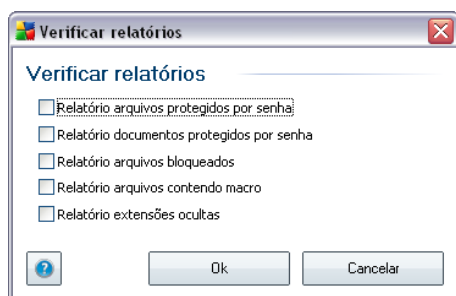 Verificar relatórios
Verificar relatórios
Relatório arquivos protegidos por senha
Relatório documentos protegidos por senha
Relatório arquivos bloqueados
Relatório arquivos contendo macro
Relatório extensões ocultas
?
Ok
Cancelar